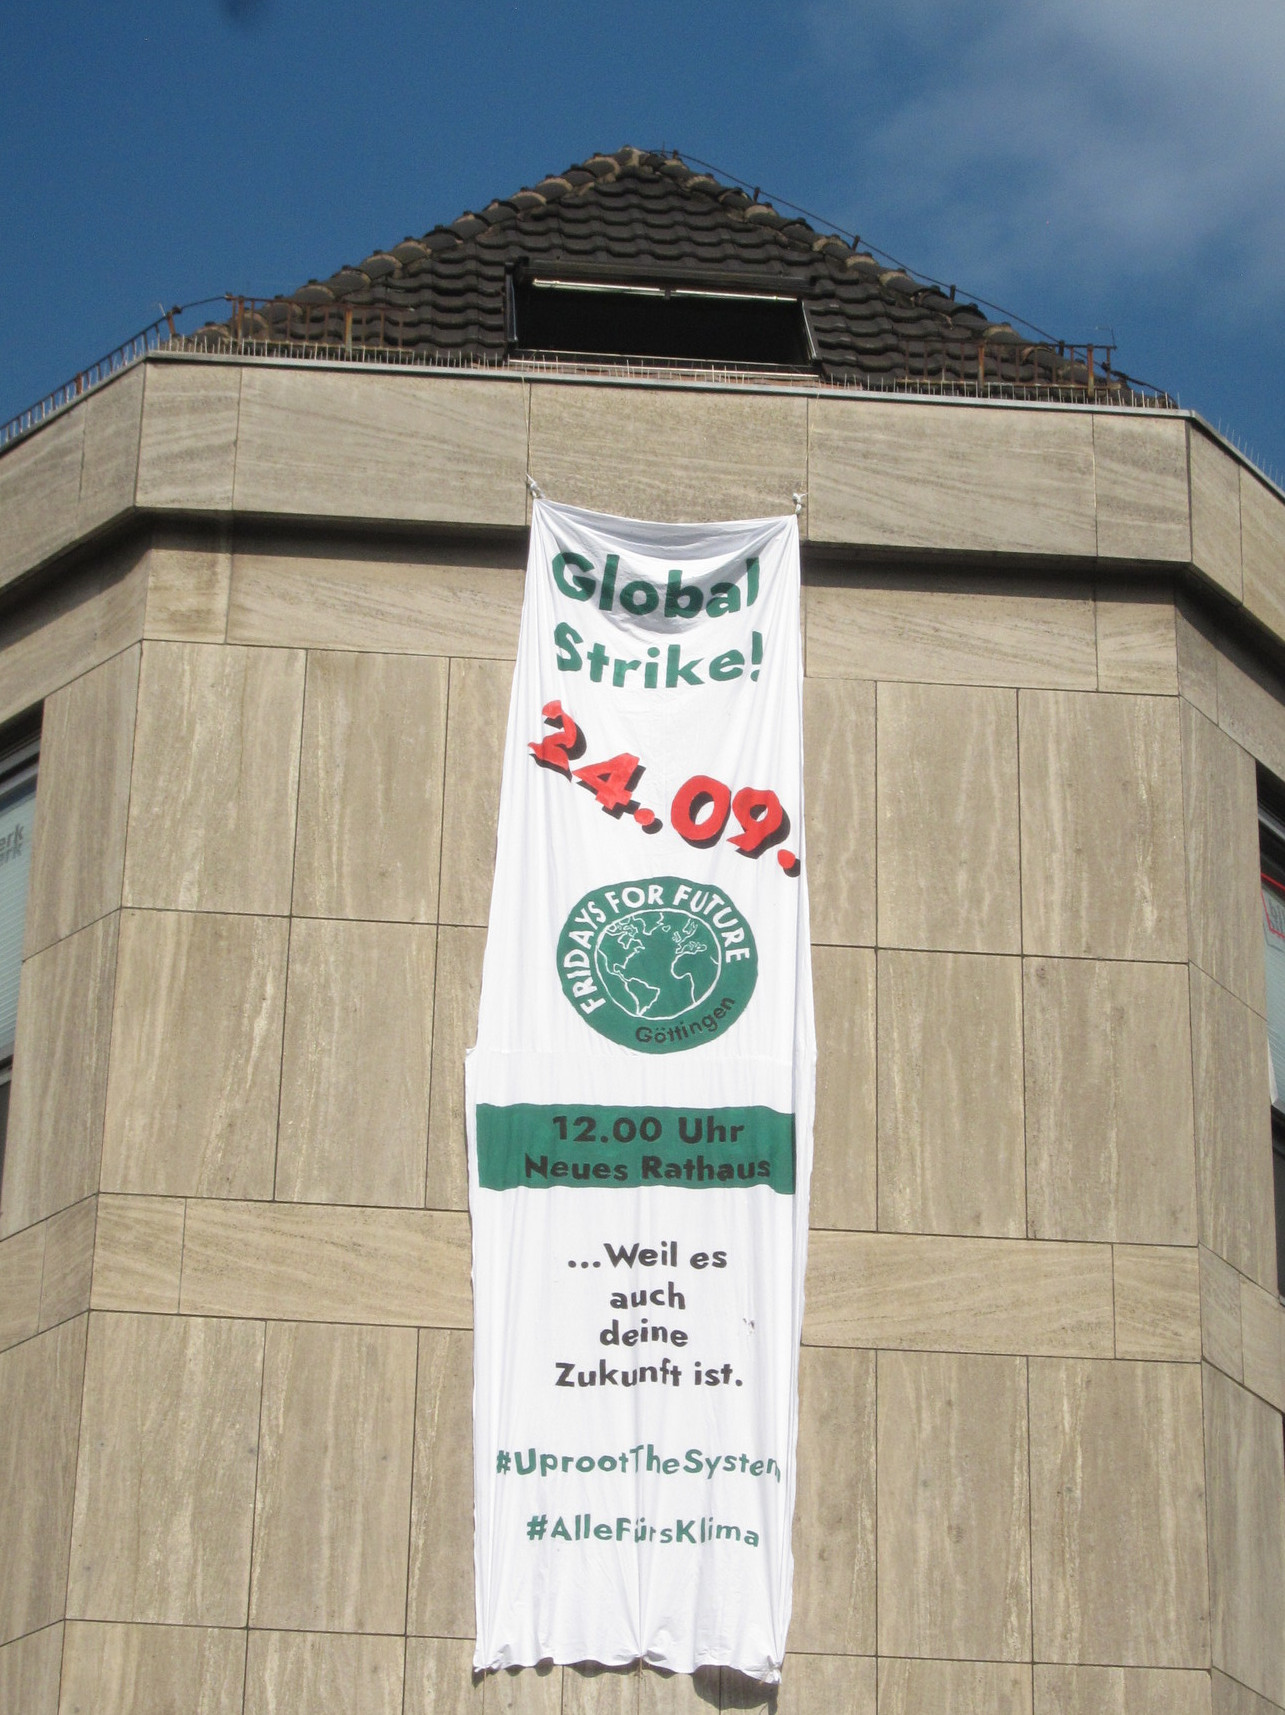 Global
Strike!
24.09.
FRIDAYS FOR FUTURE
Göttingen
12.00 Uhr
Neues Rathaus
...Weil es
auch
deine
Zukunft ist.
#UprootTheSystem
#AlleFürsKlima